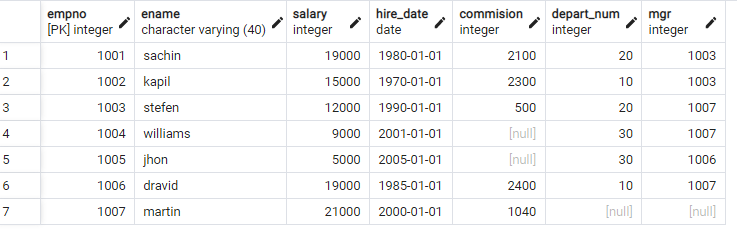 empno ename salary hire_date commision depart_num mgr
[PK] integer character varying (40) integer date integer integer integer
1 1001 sachin 19000 1980-01-01 2100 20 1003
2 1002 kapil 15000 1970-01-01 2300 10 1003
3 1003 stefen 12000 1990-01-01 500 20 1007
4 1004 williams 9000 2001-01-01 [null] 30 1007
5 1005 jhon 5000 2005-01-01 [null] 30 1006
6 1006 dravid 19000 1985-01-01 2400 10 1007
7 1007 martin 21000 2000-01-01 1040 [null] [null]